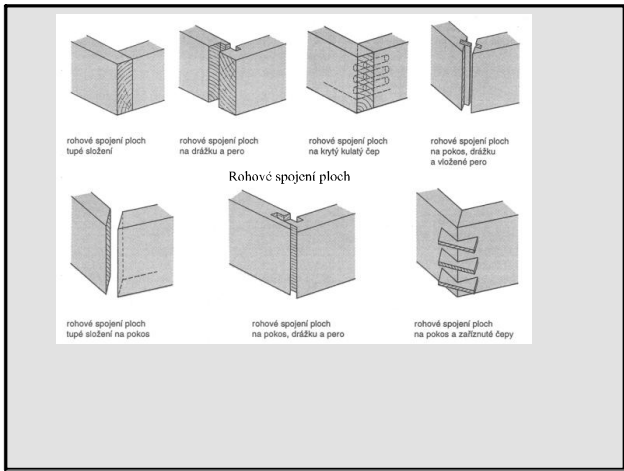 rohové spojení ploch
tupé složení
rohové spojení ploch
na drážku a pero
rohové spojení ploch
na krytý kulatý čep
rohové spojení ploch
na pokos, drážku
a vložené pero
Rohové spojení ploch
rohové spojení ploch
tupé složení na pokos
rohové spojení ploch
na pokos, drážku a pero
rohové spojení ploch
na pokos a zaříznuté čepy